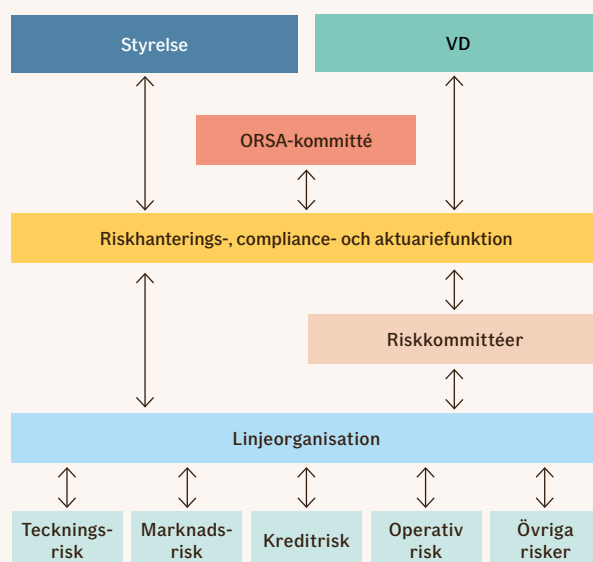 Styrelse
VD
ORSA-kommitté
Riskhanterings-, compliance- och aktuariefunktion
Riskkommittéer
Linjeorganisation
Tecknings-
risk
Marknads-
risk
Kreditrisk
Operativ
risk
Övriga
risker